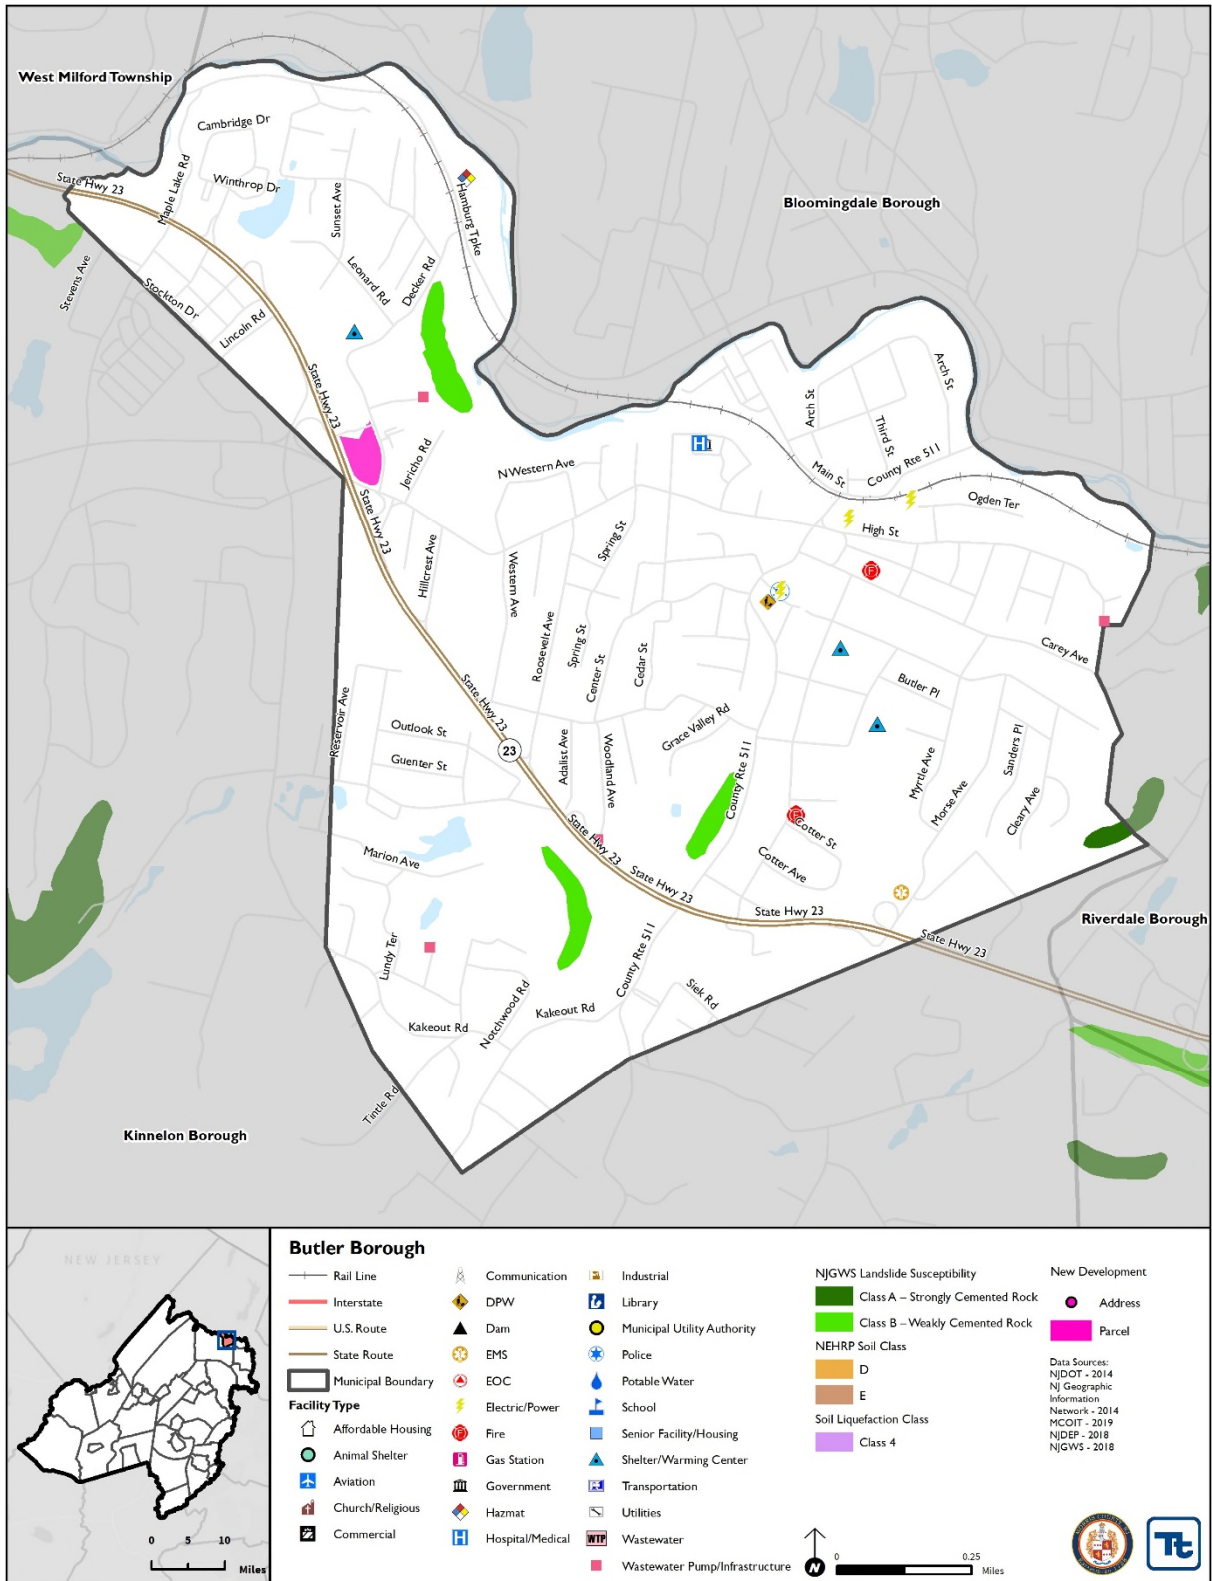 West Milford Township
Cambridge Dr
State Hwy 23
Maple Lake Rd
Winthrop Dr
Sunset Ave
Hamburg Tpke
Bloomingdale Borough
Stevens Ave
Stockton Dr
Lincoln Rd
Leonard Rd
Decker Rd
State Hwy 23
Arch St
Arch St
Third St
Jericho Rd
N Western Ave
Main St
County Rte 511
Ogden Ter
State Hwy 23
High St
Hillcrest Ave
Western Ave
Spring St
Roosevelt Ave
Spring St
Center St
Cedar St
Carey Ave
Butler Pl
Reservoir Ave
State Hwy 23
Outlook St
Guenter St
23
Adalist Ave
Woodland Ave
Grace Valley Rd
County Rte 511
Myrtle Ave
Morse Ave
Sanders Pl
Cleary Ave
State Hwy 23
Cotter St
Cotter Ave
Marion Ave
State Hwy 23
State Hwy 23
Riverdale Borough
State Hwy 23
Lundy Ter
County Rte 511
Siek Rd
Notchwood Rd
Kakeout Rd
Kakeout Rd
Tintle Rd
Kinnelon Borough
NEW JERSEY
0 10
Miles
Butler Borough
Rail Line
Interstate
U.S. Route
State Route
Municipal Boundary
Facility Type
Affordable Housing
Animal Shelter
Aviation
Church/Religious
Commercial
Communication
DPW
Dam
EMS
EOC
Electric/Power
Fire
Gas Station
Government
Hazmat
Hospital/Medical
Industrial
Library
Municipal Utility Authority
Police
Potable Water
School
Senior Facility/Housing
Shelter/Warming Center
Transportation
Utilities
WTP Wastewater
Wastewater Pump/Infrastructure
NJGWS Landslide Susceptibility
Class A – Strongly Cemented Rock
Class B – Weakly Cemented Rock
NEHRP Soil Class
D
E
Soil Liquefaction Class
Class 4
New Development
Address
Parcel
Data Sources:
NJDOT - 2014
NJ Geographic
Information
Network - 2014
MCOIT - 2019
NJDEP - 2018
NJGWS - 2018
N
0 0.25
Miles
Tt